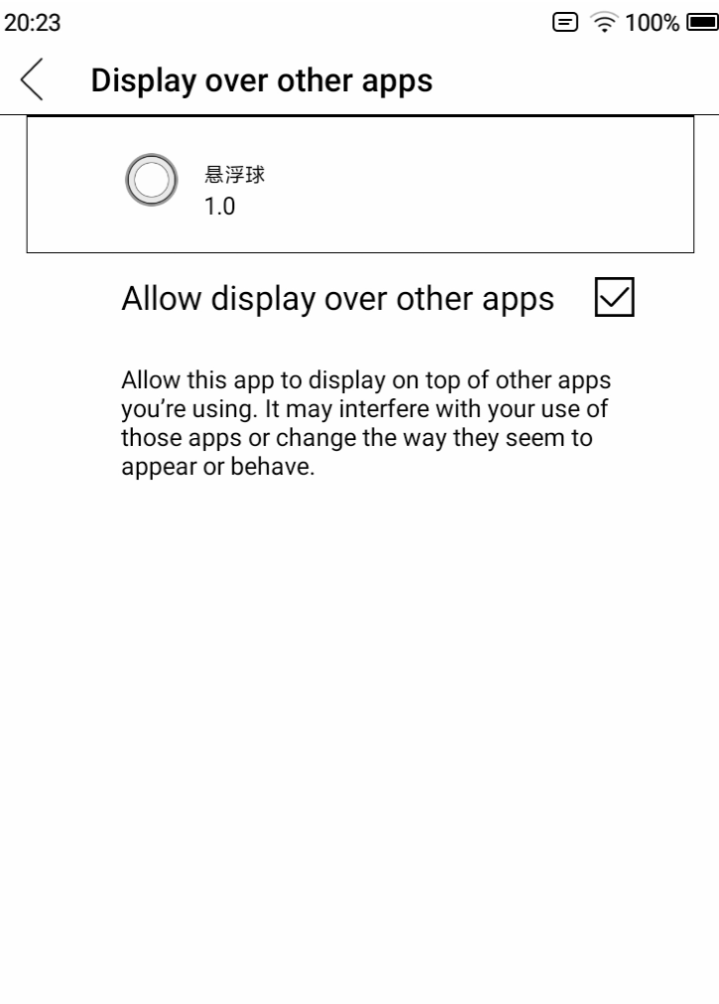 20:23 100%
Display over other apps
悬浮球
1.0
Allow display over other apps
Allow this app to display on top of other apps
you’re using. It may interfere with your use of
those apps or change the way they seem to
appear or behave.